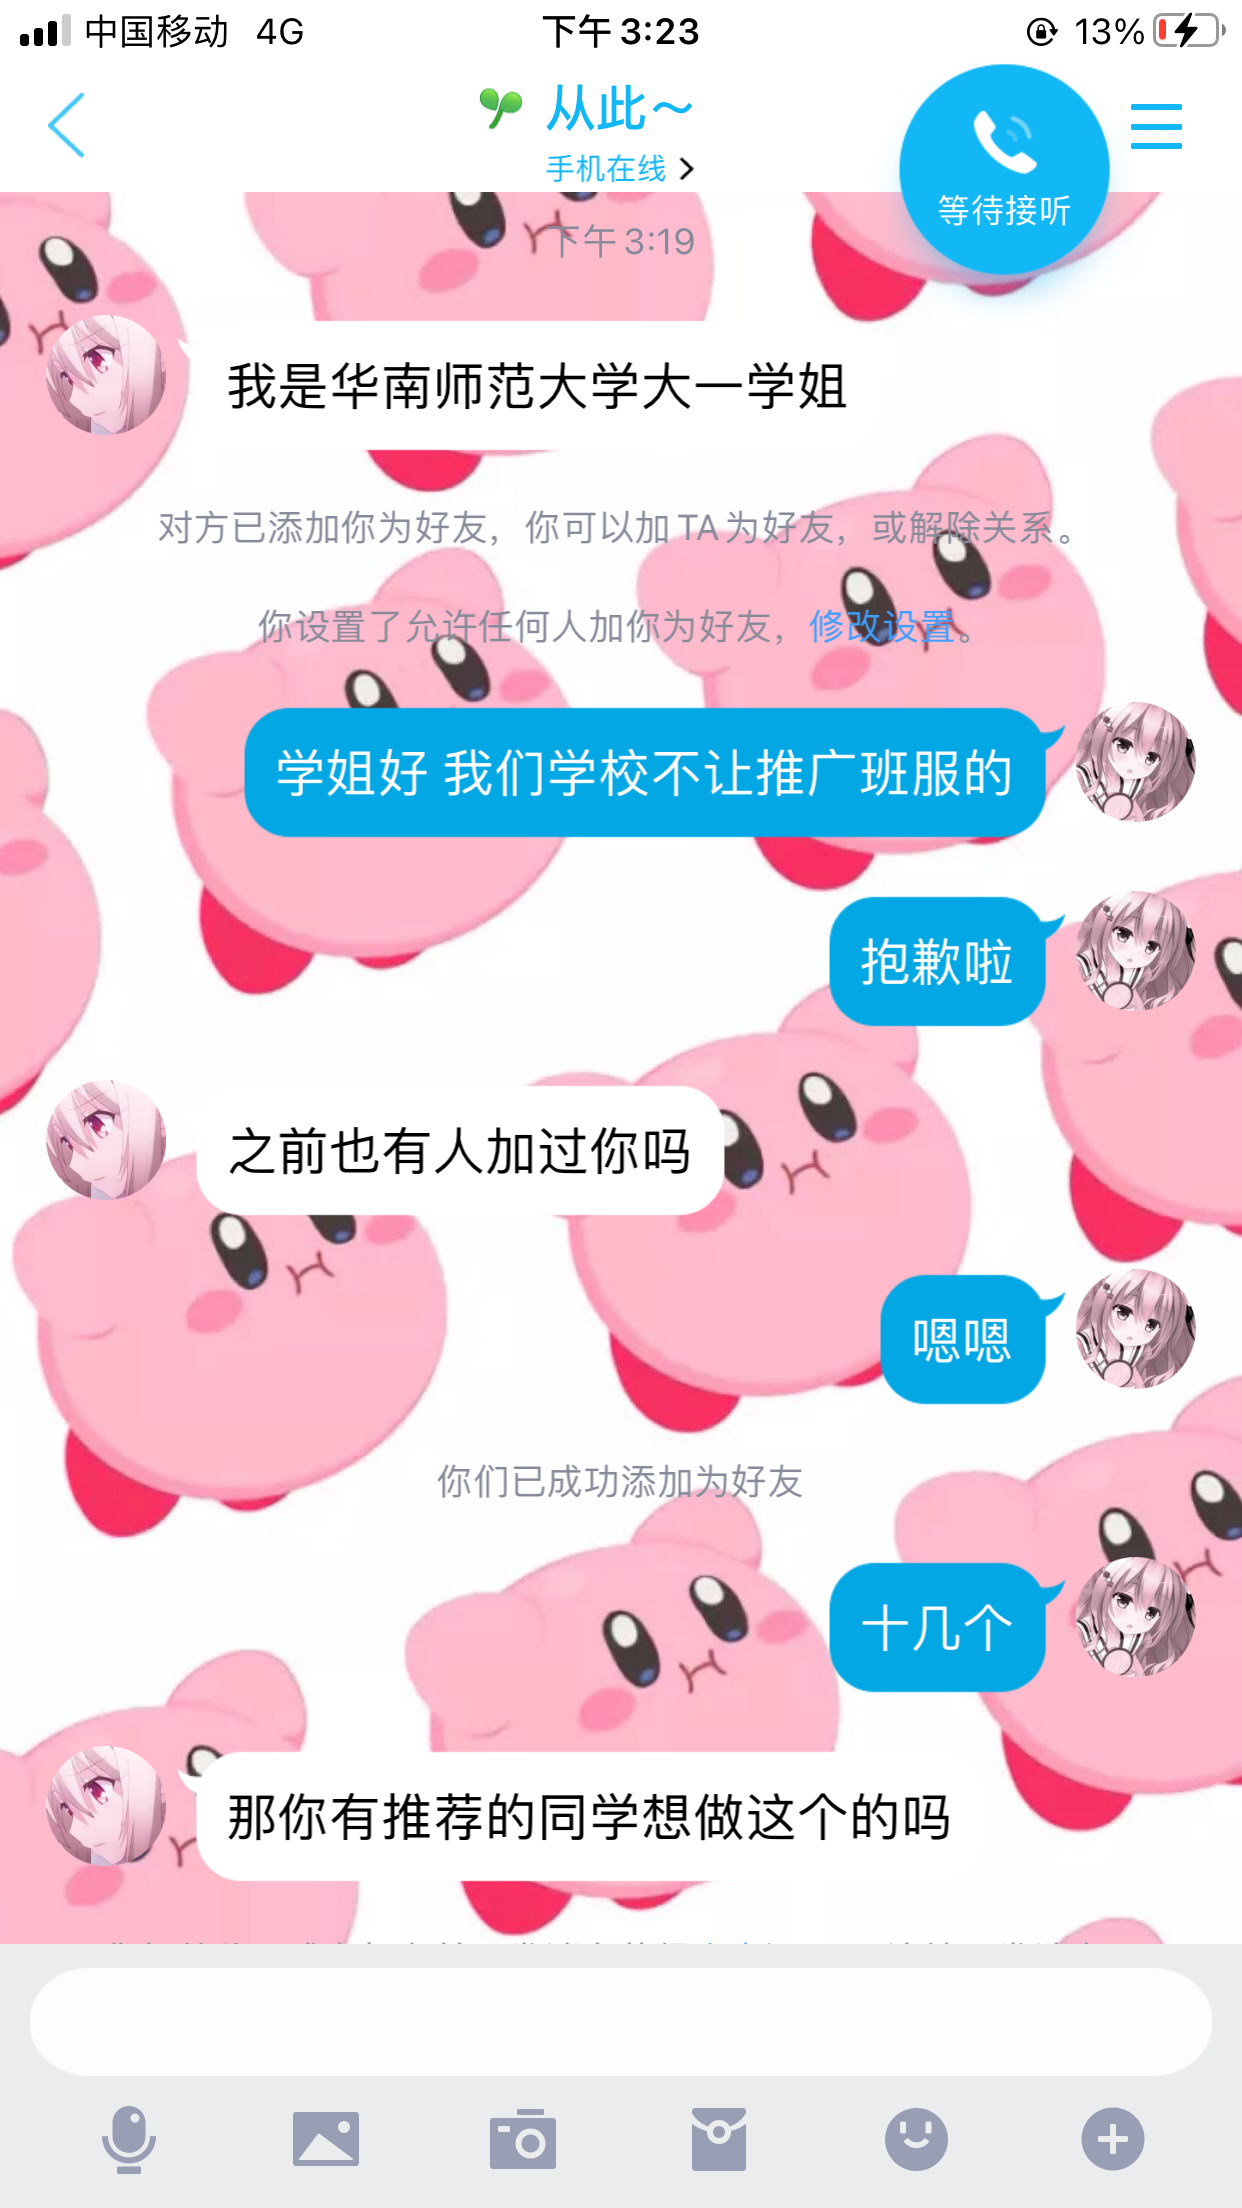 中国移动 4G 下午3:23 13%
从此～
手机在线
等待接听
下午3:19
我是华南师范大学大一学姐
对方已添加你为好友，你可以加TA为好友，或解除关系。
你设置了允许任何人加你为好友，修改设置。
学姐好 我们学校不让推广班服的
抱歉啦
之前也有人加过你吗
嗯嗯
你们已成功添加为好友
十几个
那你有推荐的同学想做这个的吗